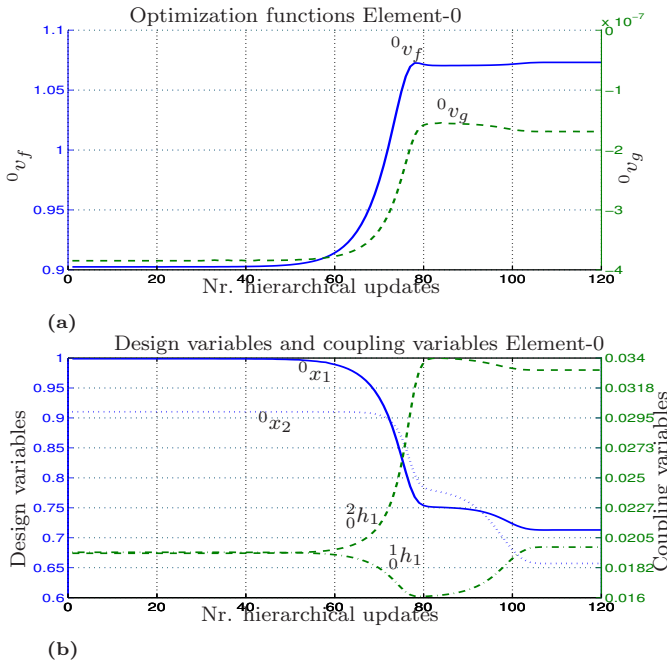 Optimization functions Element-0
x 10⁻⁷
1.1 0
⁰v_f
1.05 −1
⁰v_g
⁰v_f 1 −2 ⁰v_g
0.95 −3
0.9 −4
0 20 40 60 80 100 120
Nr. hierarchical updates
(a)
Design variables and coupling variables Element-0
1 0.034
⁰x₁
0.95 0.0318
0.9 0.0295
⁰x₂
0.85 0.0273
Design variables 0.8 0.025 Coupling variables
0.75 0.0227
²₀h₁
0.7 0.0205
¹₀h₁
0.65 0.0182
0.6 0.016
0 20 40 60 80 100 120
Nr. hierarchical updates
(b)